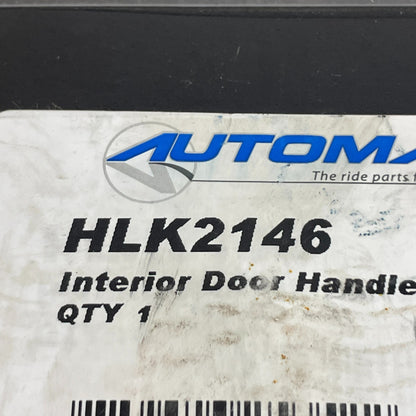 AUTOMA
The ride parts f
HLK2146
Interior Door Handle
QTY 1